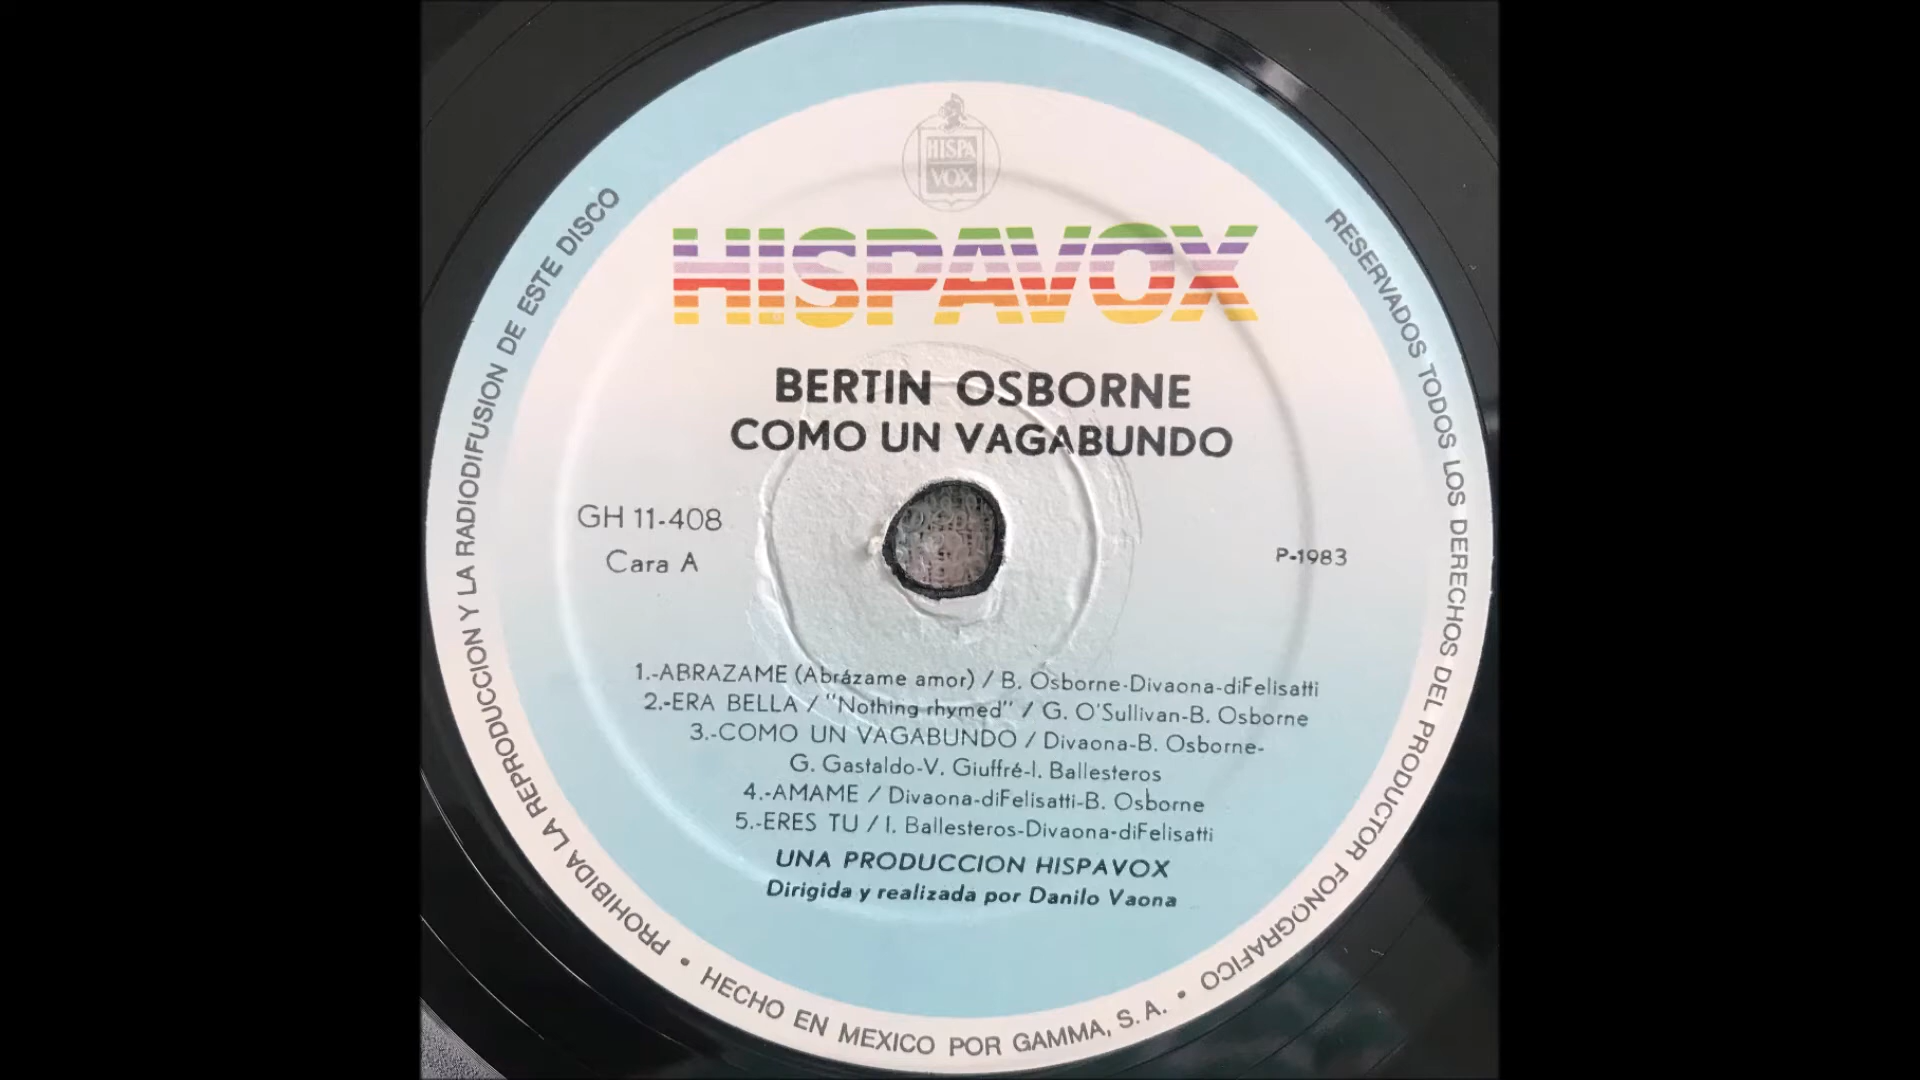 HISPA
VOX
HISPAVOX
BERTIN OSBORNE
COMO UN VAGABUNDO
GH 11-408
Cara A
P-1983
1.-ABRAZAME (Abrázame amor) / B. Osborne-Divaona-diFelisatti
2.-ERA BELLA / "Nothing rhymed" / G. O'Sullivan-B. Osborne
3.-COMO UN VAGABUNDO / Divaona-B. Osborne-
G. Gastaldo-V. Giuffré-I. Ballesteros
4.-AMAME / Divaona-diFelisatti-B. Osborne
5.-ERES TU / I. Ballesteros-Divaona-diFelisatti
UNA PRODUCCION HISPAVOX
Dirigida y realizada por Danilo Vaona
RESERVADOS TODOS LOS DERECHOS DEL PRODUCTOR FONOGRAFICO •
HECHO EN MEXICO POR GAMMA, S.A. •
PROHIBIDA LA REPRODUCCION Y LA RADIODIFUSION DE ESTE DISCO